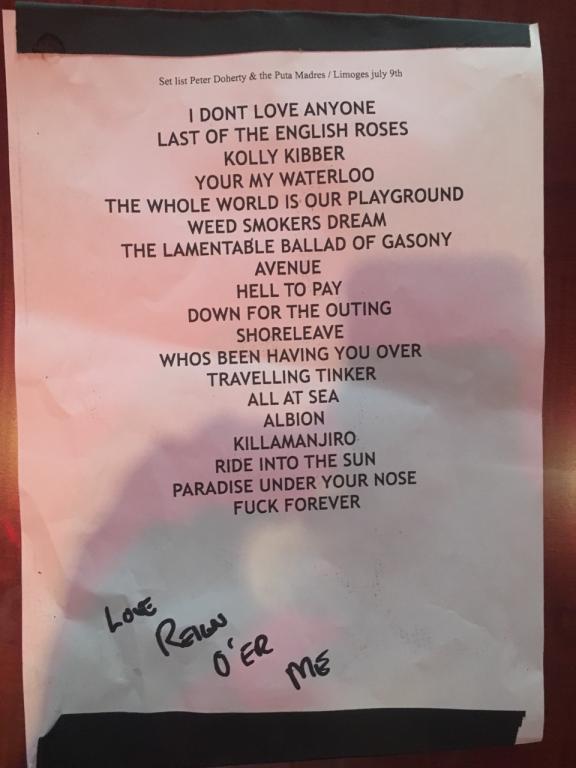 Set list Peter Doherty & the Puta Madres / Limoges july 9th
I DONT LOVE ANYONE
LAST OF THE ENGLISH ROSES
KOLLY KIBBER
YOUR MY WATERLOO
THE WHOLE WORLD IS OUR PLAYGROUND
WEED SMOKERS DREAM
THE LAMENTABLE BALLAD OF GASONY
AVENUE
HELL TO PAY
DOWN FOR THE OUTING
SHORELEAVE
WHOS BEEN HAVING YOU OVER
TRAVELLING TINKER
ALL AT SEA
ALBION
KILLAMANJIRO
RIDE INTO THE SUN
PARADISE UNDER YOUR NOSE
FUCK FOREVER
LOVE
REIGN
O'ER
ME